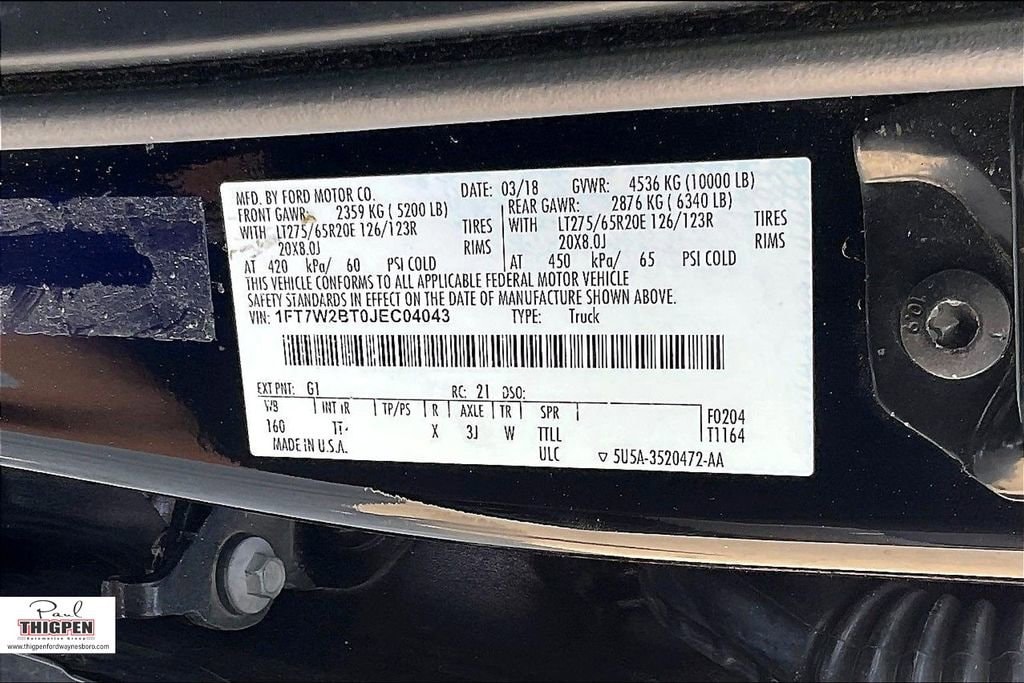 MFD. BY FORD MOTOR CO. DATE: 03/18 GVWR: 4536 KG (10000 LB)
FRONT GAWR: 2359 KG ( 5200 LB) REAR GAWR: 2876 KG ( 6340 LB)
WITH LT275/65R20E 126/123R TIRES WITH LT275/65R20E 126/123R TIRES
20X8.0J RIMS 20X8.0J RIMS
AT 420 kPa/ 60 PSI COLD AT 450 kPa/ 65 PSI COLD
THIS VEHICLE CONFORMS TO ALL APPLICABLE FEDERAL MOTOR VEHICLE
SAFETY STANDARDS IN EFFECT ON THE DATE OF MANUFACTURE SHOWN ABOVE.
VIN: 1FT7W2BT0JEC04043 TYPE: Truck
EXT PNT: G1 RC: 21 DSO:
WB INT TR TP/PS R AXLE TR SPR F0204
160 X 3J W TTLL T1164
MADE IN U.S.A. ULC ▽ 5U5A-3520472-AA
10.9
Paul
THIGPEN
Automotive Group
www.thigpenfordwaynesboro.com